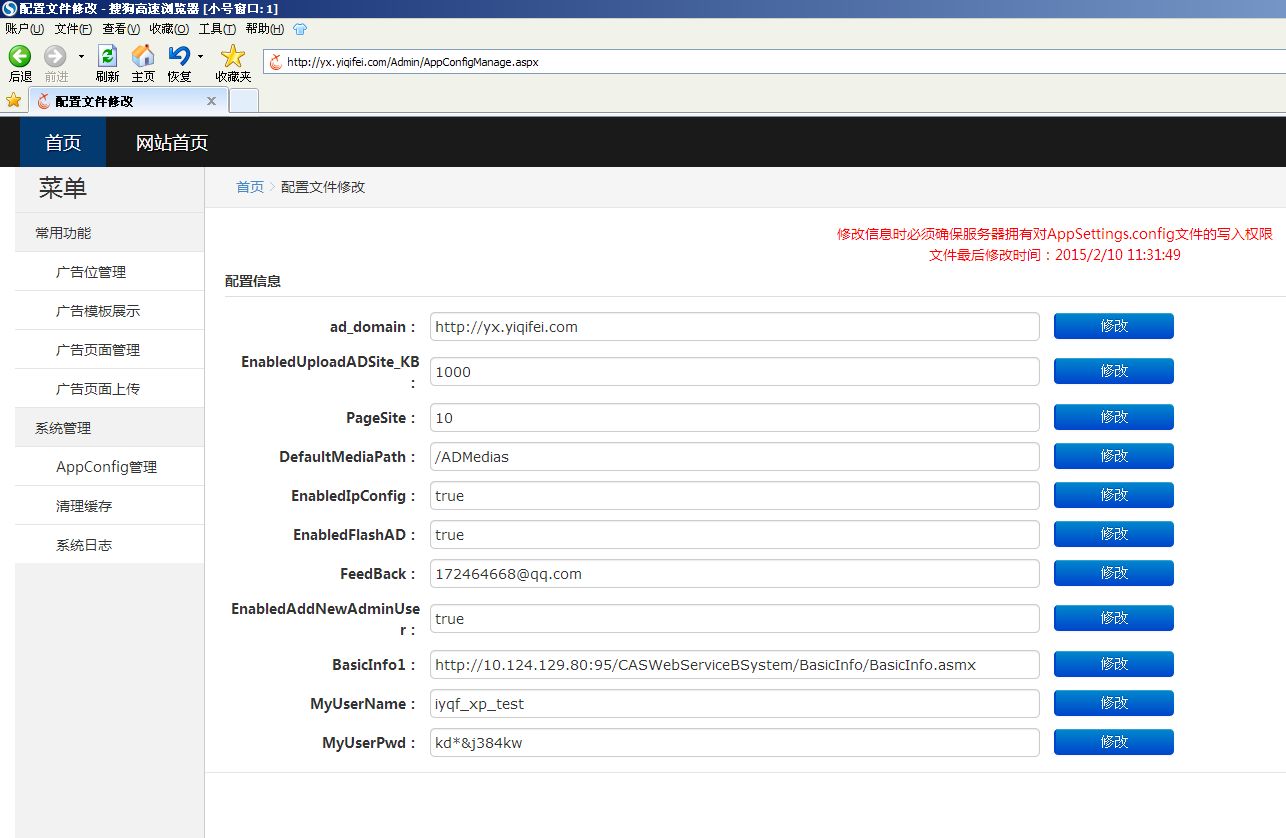 配置文件修改 - 搜狗高速浏览器 [小号窗口: 1]
账户(U) 文件(F) 查看(V) 收藏(O) 工具(T) 帮助(H)
http://yx.yiqifei.com/Admin/AppConfigManage.aspx
后退 前进 刷新 主页 恢复 收藏夹
配置文件修改 x
首页 网站首页
菜单
首页 > 配置文件修改
常用功能
修改信息时必须确保服务器拥有对AppSettings.config文件的写入权限
文件最后修改时间：2015/2/10 11:31:49
广告位管理
配置信息
广告模板展示
ad_domain： http://yx.yiqifei.com 修改
广告页面管理
EnabledUploadADSite_KB
： 1000 修改
广告页面上传
PageSite： 10 修改
系统管理
DefaultMediaPath： /ADMedias 修改
AppConfig管理
EnabledIpConfig： true 修改
清理缓存
EnabledFlashAD： true 修改
系统日志
FeedBack： 172464668@qq.com 修改
EnabledAddNewAdminUse
r： true 修改
BasicInfo1： http://10.124.129.80:95/CASWebServiceBSystem/BasicInfo/BasicInfo.asmx 修改
MyUserName： iyqf_xp_test 修改
MyUserPwd： kd*&j384kw 修改